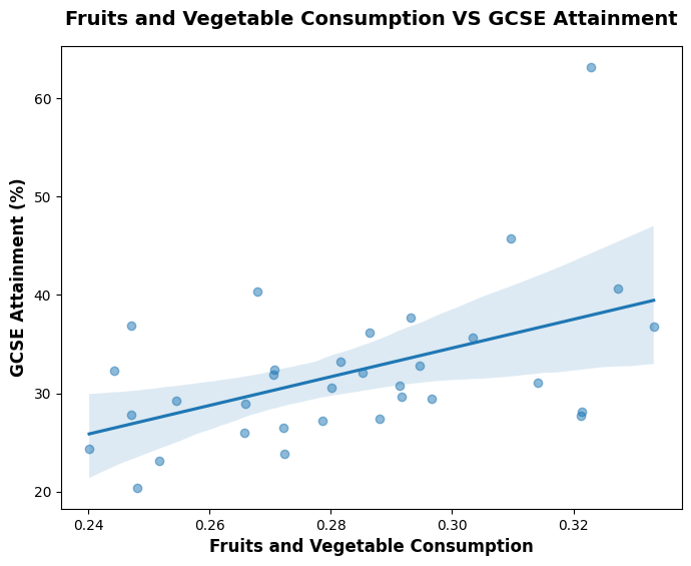 Fruits and Vegetable Consumption VS GCSE Attainment
GCSE Attainment (%)
60
50
40
30
20
0.24 0.26 0.28 0.30 0.32
Fruits and Vegetable Consumption